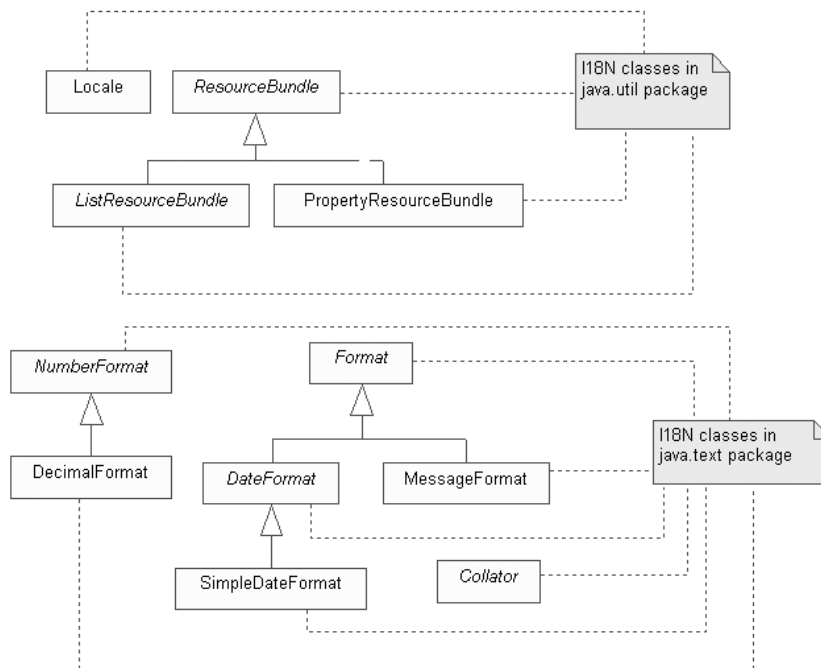 I18N classes in
java.util package
Locale
ResourceBundle
ListResourceBundle
PropertyResourceBundle
NumberFormat
Format
I18N classes in
java.text package
DecimalFormat
DateFormat
MessageFormat
SimpleDateFormat
Collator